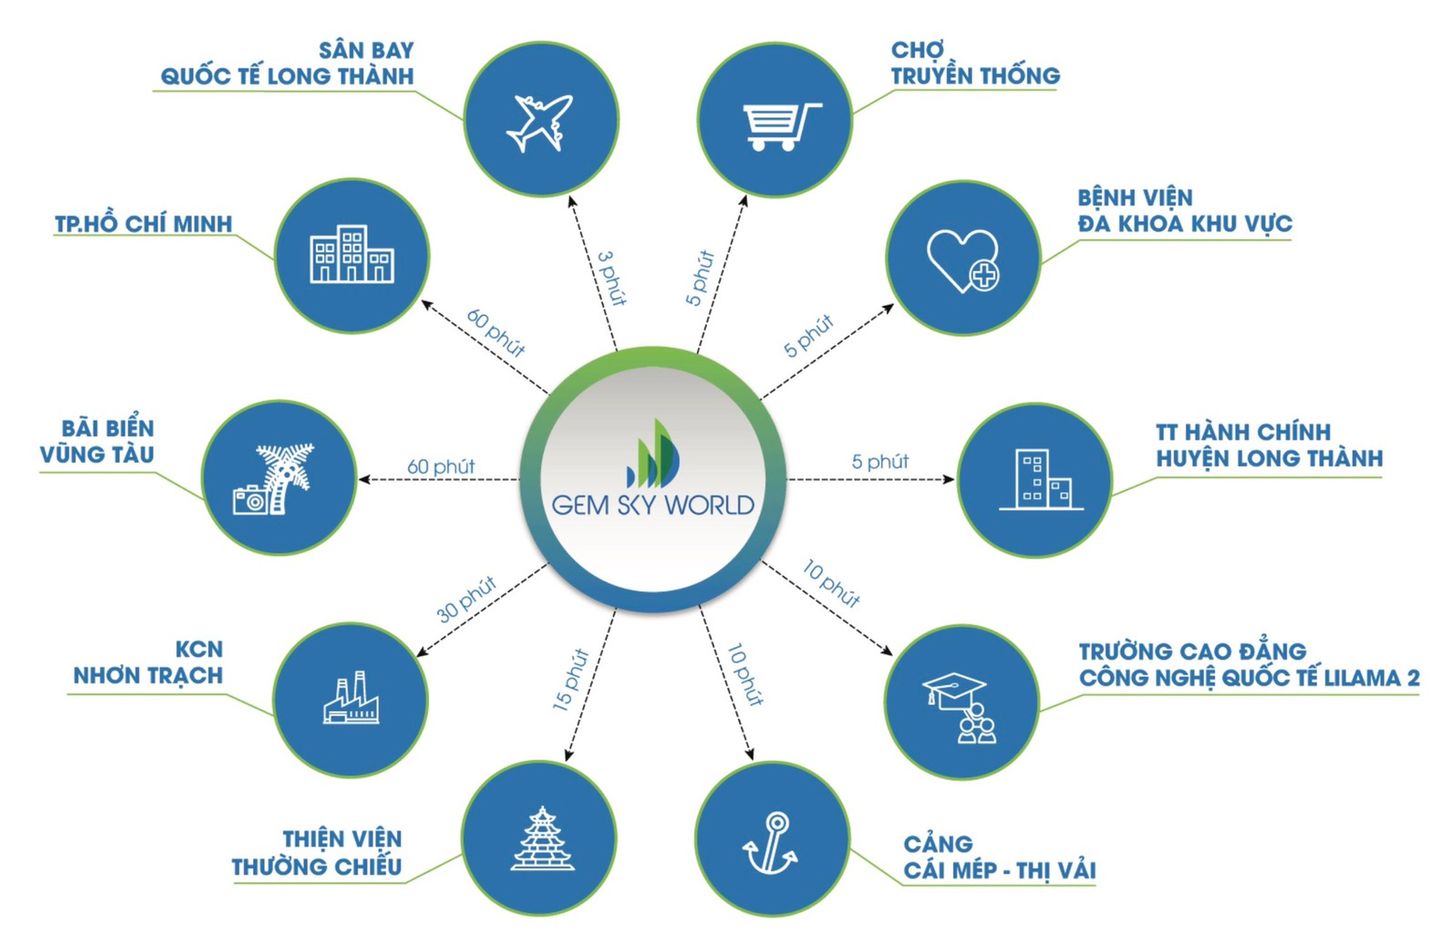 SÂN BAY
QUỐC TẾ LONG THÀNH
CHỢ
TRUYỀN THỐNG
TP.HỒ CHÍ MINH
BỆNH VIỆN
ĐA KHOA KHU VỰC
3 phút
5 phút
60 phút
5 phút
BÃI BIỂN
VŨNG TÀU
60 phút
GEM SKY WORLD
5 phút
TT HÀNH CHÍNH
HUYỆN LONG THÀNH
30 phút
10 phút
KCN
NHƠN TRẠCH
15 phút
10 phút
TRƯỜNG CAO ĐẲNG
CÔNG NGHỆ QUỐC TẾ LILAMA 2
THIỆN VIỆN
THƯỜNG CHIẾU
CẢNG
CÁI MÉP - THỊ VẢI